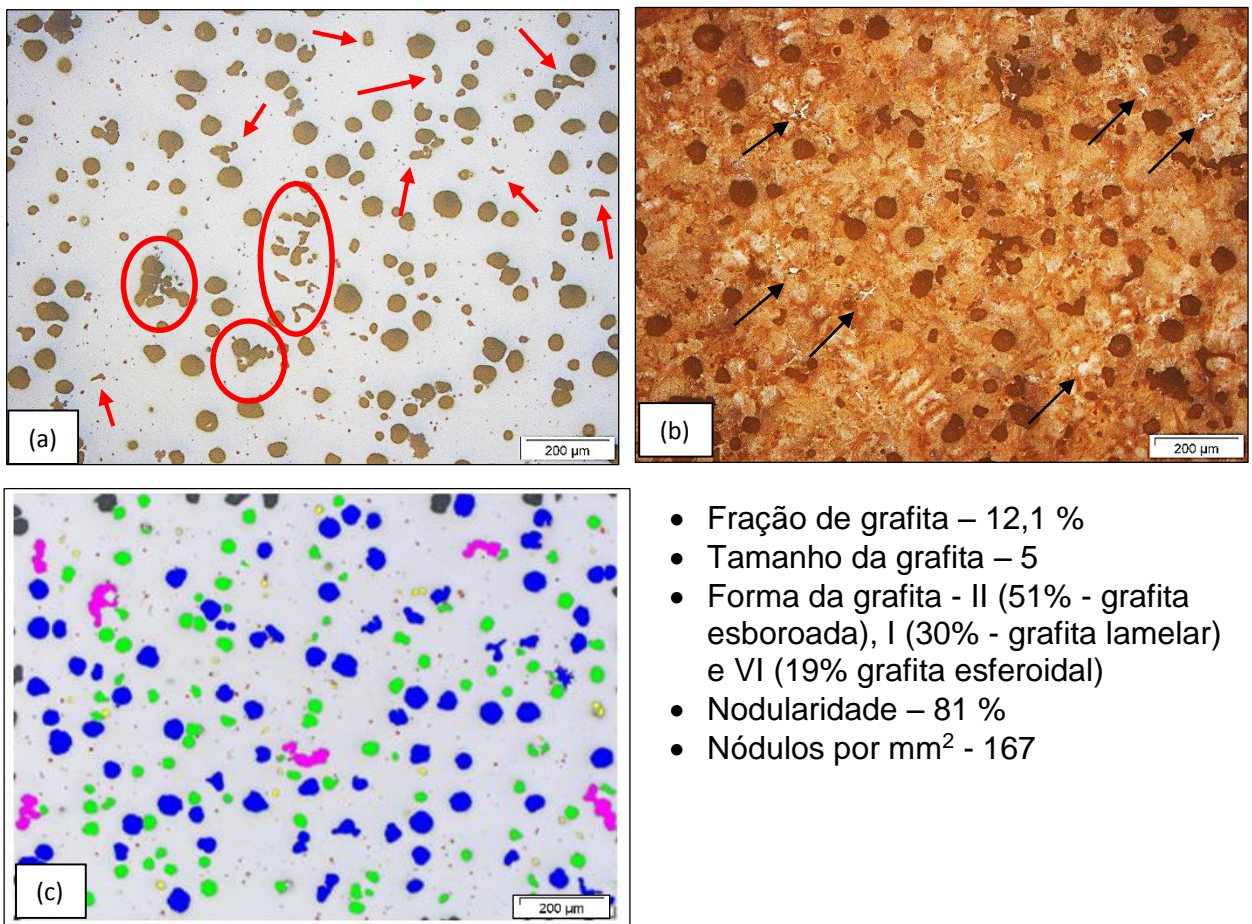 (a)
200 µm
(b)
200 µm
(c)
200 µm
• Fração de grafita – 12,1 %
• Tamanho da grafita – 5
• Forma da grafita - II (51% - grafita
esboroada), I (30% - grafita lamelar)
e VI (19% grafita esferoidal)
• Nodularidade – 81 %
• Nódulos por mm² - 167